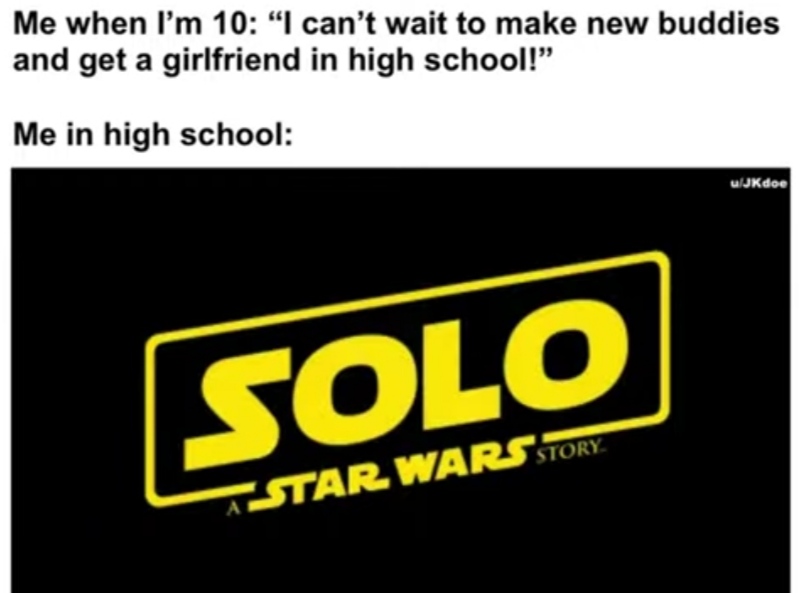 Me when I’m 10: “I can’t wait to make new buddies
and get a girlfriend in high school!”
Me in high school:
u/JKdoe
SOLO
A STAR WARS STORY™